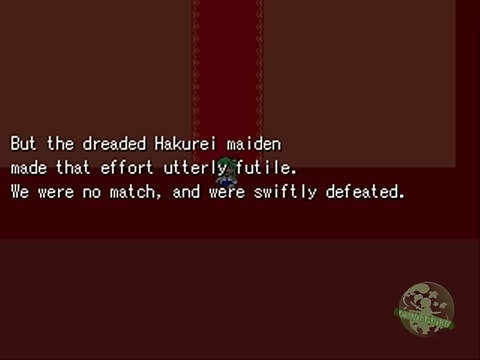 But the dreaded Hakurei maiden
made that effort utterly futile.
We were no match, and were swiftly defeated.